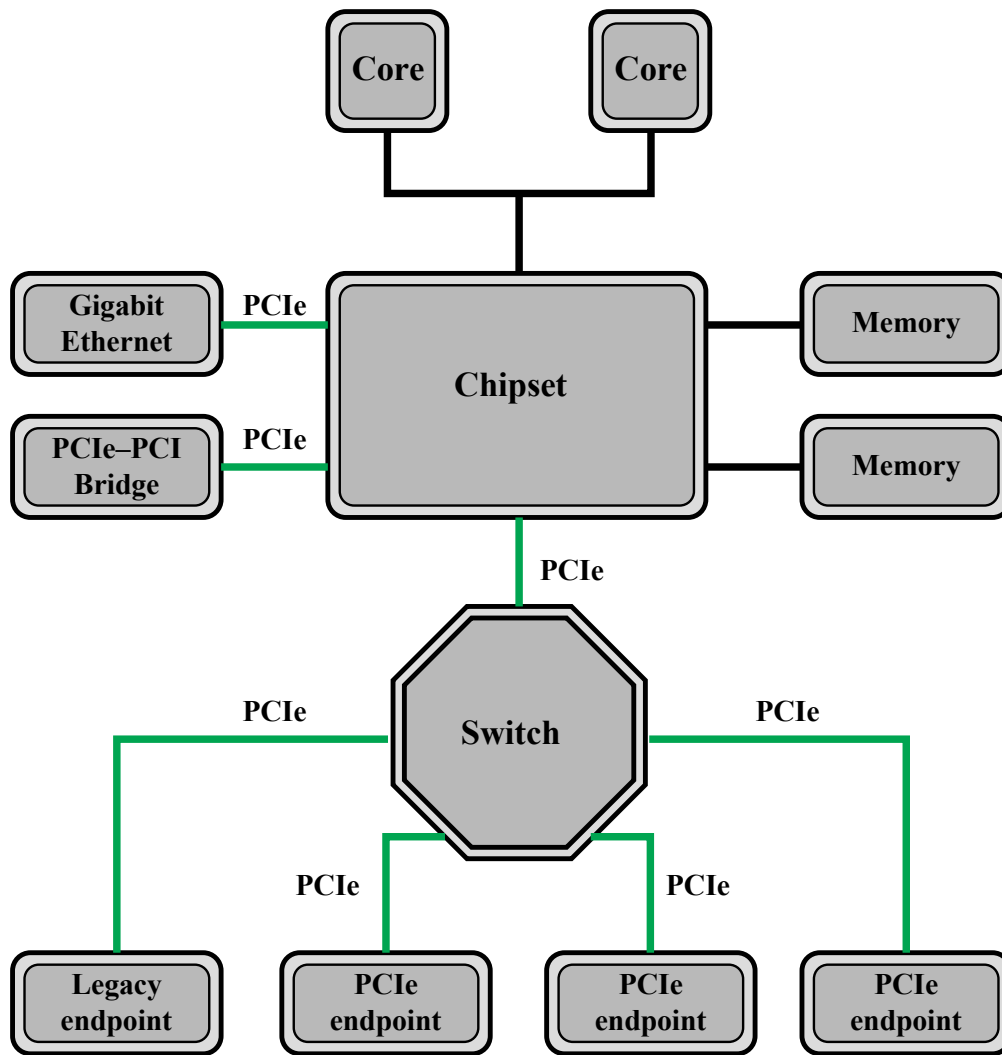 Core
Core
Gigabit
Ethernet
PCIe
Chipset
Memory
PCIe–PCI
Bridge
PCIe
Memory
PCIe
Switch
PCIe
PCIe
PCIe
PCIe
Legacy
endpoint
PCIe
endpoint
PCIe
endpoint
PCIe
endpoint